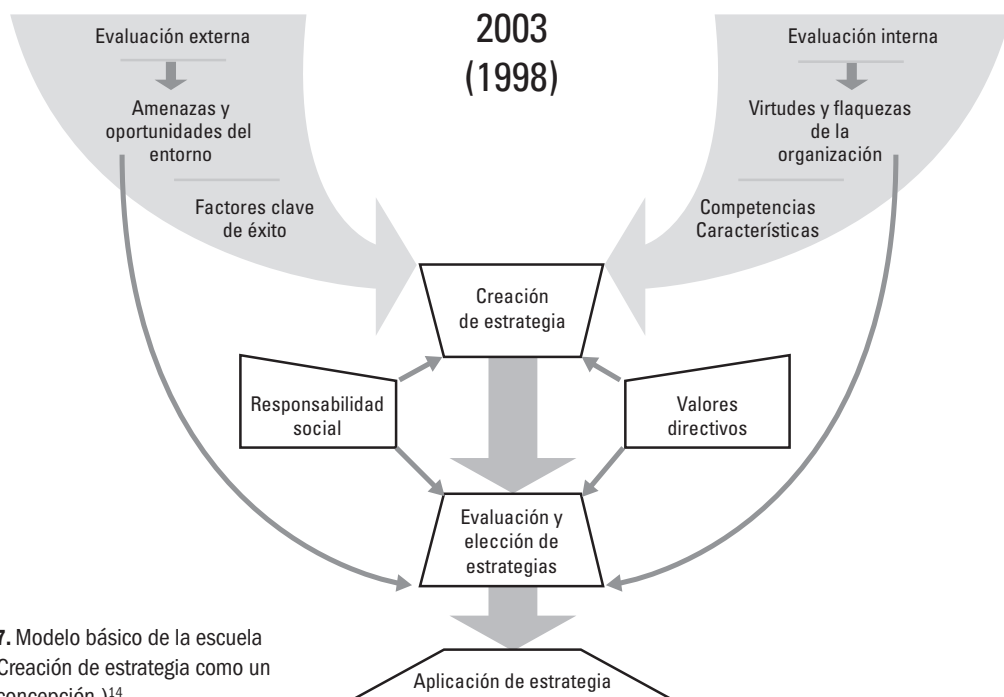 2003
(1998)
Evaluación externa
Amenazas y
oportunidades del
entorno
Factores clave
de éxito
Evaluación interna
Virtudes y flaquezas
de la
organización
Competencias
Características
Creación
de estrategia
Responsabilidad
social
Valores
directivos
Evaluación y
elección de
estrategias
Aplicación de estrategia
7. Modelo básico de la escuela
Creación de estrategia como un
concepción.)14